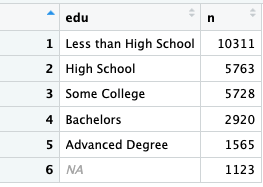 edu n
1 Less than High School 10311
2 High School 5763
3 Some College 5728
4 Bachelors 2920
5 Advanced Degree 1565
6 NA 1123